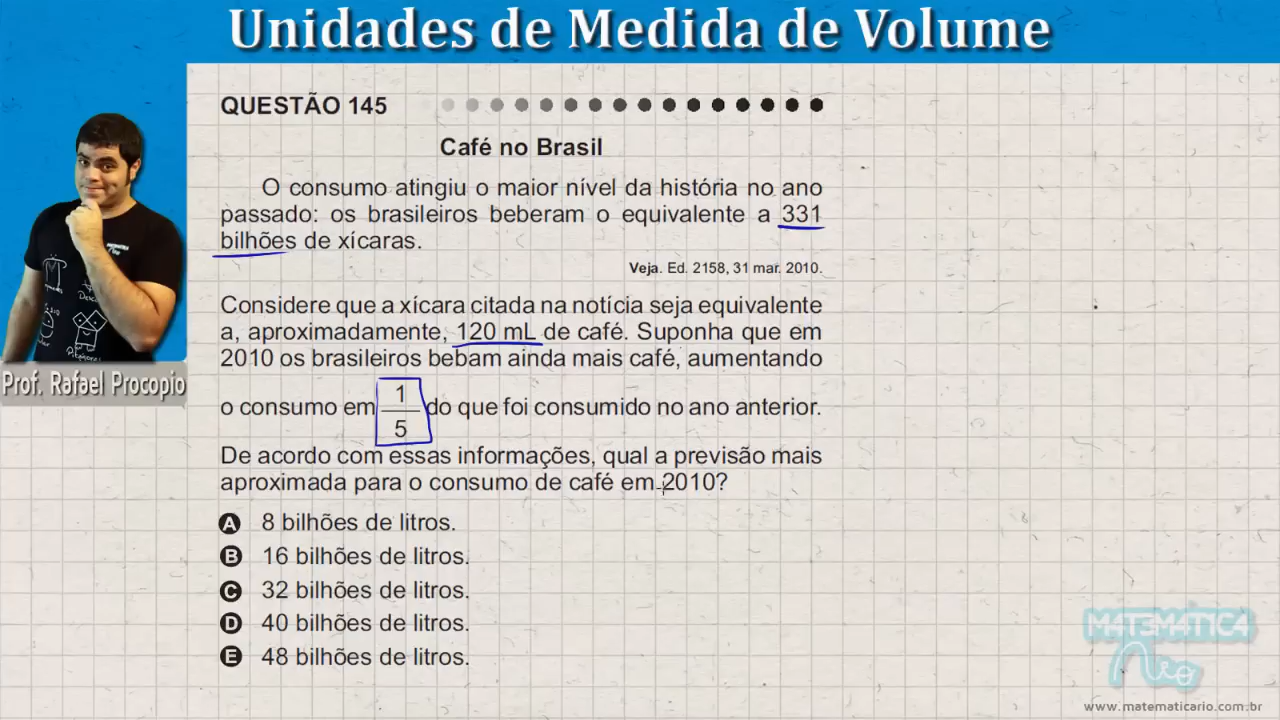 Unidades de Medida de Volume
QUESTÃO 145
Café no Brasil
O consumo atingiu o maior nível da história no ano
passado: os brasileiros beberam o equivalente a 331
bilhões de xícaras.
Veja. Ed. 2158, 31 mar. 2010.
Considere que a xícara citada na notícia seja equivalente
a, aproximadamente, 120 mL de café. Suponha que em
2010 os brasileiros bebam ainda mais café, aumentando
o consumo em 1/5 do que foi consumido no ano anterior.
De acordo com essas informações, qual a previsão mais
aproximada para o consumo de café em 2010?
A 8 bilhões de litros.
B 16 bilhões de litros.
C 32 bilhões de litros.
D 40 bilhões de litros.
E 48 bilhões de litros.
Prof. Rafael Procopio
MATEMÁTICA
Rio
www.matematicario.com.br